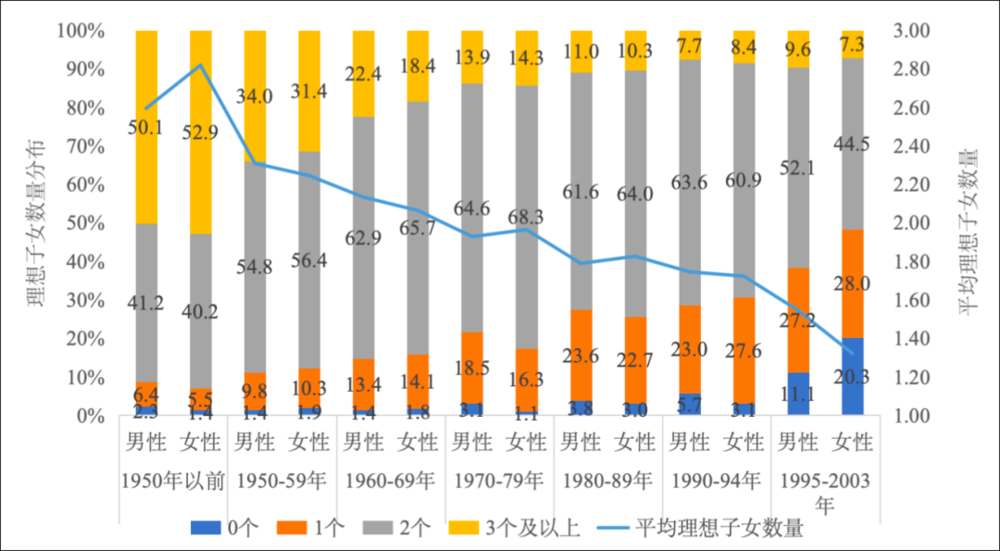 100%
90%
80%
70%
60%
50%
40%
30%
20%
10%
0%
理想子女数量分布
3.00
2.80
2.60
2.40
2.20
2.00
1.80
1.60
1.40
1.20
1.00
平均理想子女数量
50.1 52.9 34.0 31.4 22.4 18.4 13.9 14.3 11.0 10.3 7.7 8.4 9.6 7.3
41.2 40.2 54.8 56.4 62.9 65.7 64.6 68.3 61.6 64.0 63.6 60.9 52.1 44.5
6.4 5.5 9.8 10.3 13.4 14.1 18.5 16.3 23.6 22.7 23.0 27.6 27.2 28.0
2.3 1.4 1.4 1.9 1.4 1.8 3.1 1.1 3.8 3.0 5.7 3.1 11.1 20.3
男性 女性 男性 女性 男性 女性 男性 女性 男性 女性 男性 女性 男性 女性
1950年以前 1950-59年 1960-69年 1970-79年 1980-89年 1990-94年 1995-2003
年
0个 1个 2个 3个及以上 平均理想子女数量